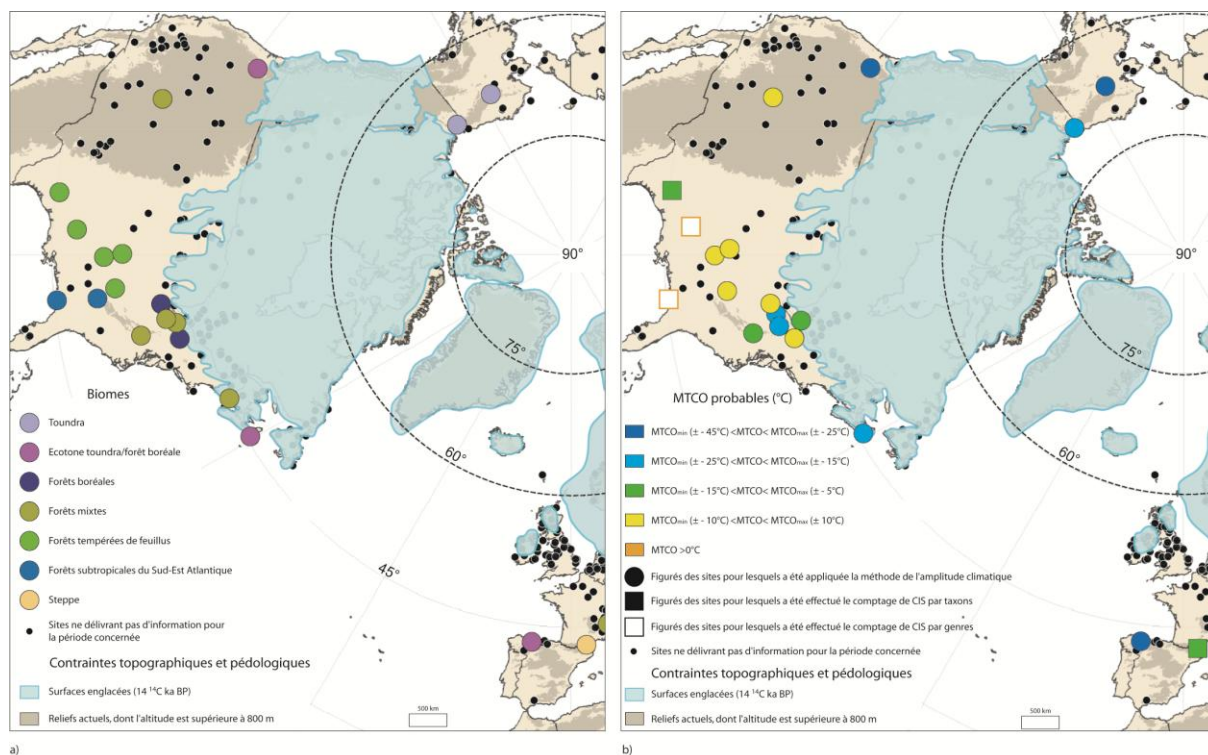 90°
75°
60°
45°
Biomes
Toundra
Ecotone toundra/forêt boréale
Forêts boréales
Forêts mixtes
Forêts tempérées de feuillus
Forêts subtropicales du Sud-Est Atlantique
Steppe
Sites ne délivrant pas d'information pour
la période concernée
Contraintes topographiques et pédologiques
Surfaces englacées (14 ¹⁴C ka BP)
Reliefs actuels, dont l'altitude est supérieure à 800 m
500 km
a)
90°
75°
60°
45°
MTCO probables (°C)
MTCOmin (± - 45°C) <MTCO< MTCOmax (± - 25°C)
MTCOmin (± - 25°C) <MTCO< MTCOmax (± - 15°C)
MTCOmin (± - 15°C) <MTCO< MTCOmax (± - 5°C)
MTCOmin (± - 10°C) <MTCO< MTCOmax (± 10°C)
MTCO >0°C
Figurés des sites pour lesquels a été appliquée la méthode de l'amplitude climatique
Figurés des sites pour lesquels a été effectué le comptage de CIS par taxons
Figurés des sites pour lesquels a été effectué le comptage de CIS par genres
Sites ne délivrant pas d'information pour la période concernée
Contraintes topographiques et pédologiques
Surfaces englacées (14 ¹⁴C ka BP)
Reliefs actuels, dont l'altitude est supérieure à 800 m
500 km
b)